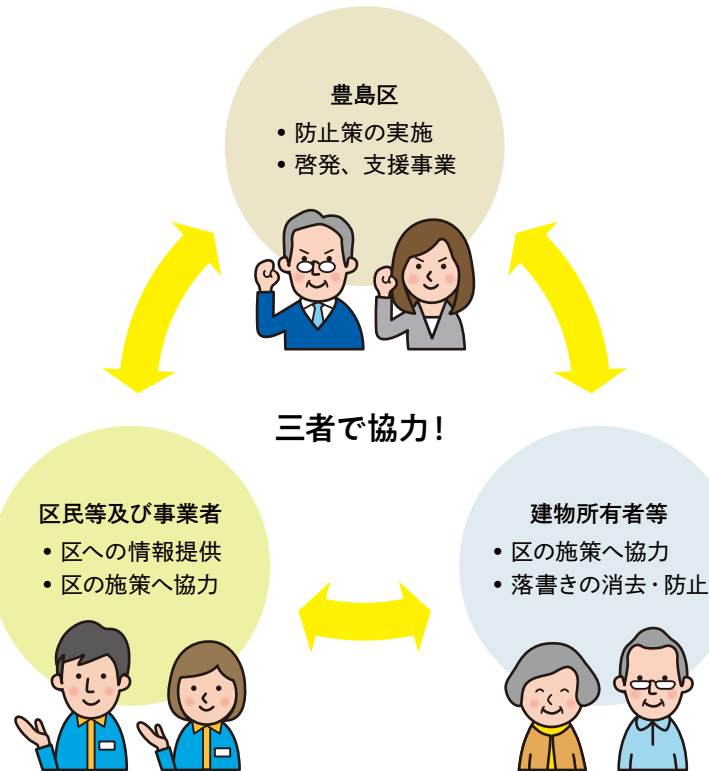 豊島区
• 防止策の実施
• 啓発、支援事業
三者で協力！
区民等及び事業者
• 区への情報提供
• 区の施策へ協力
建物所有者等
• 区の施策へ協力
• 落書きの消去・防止